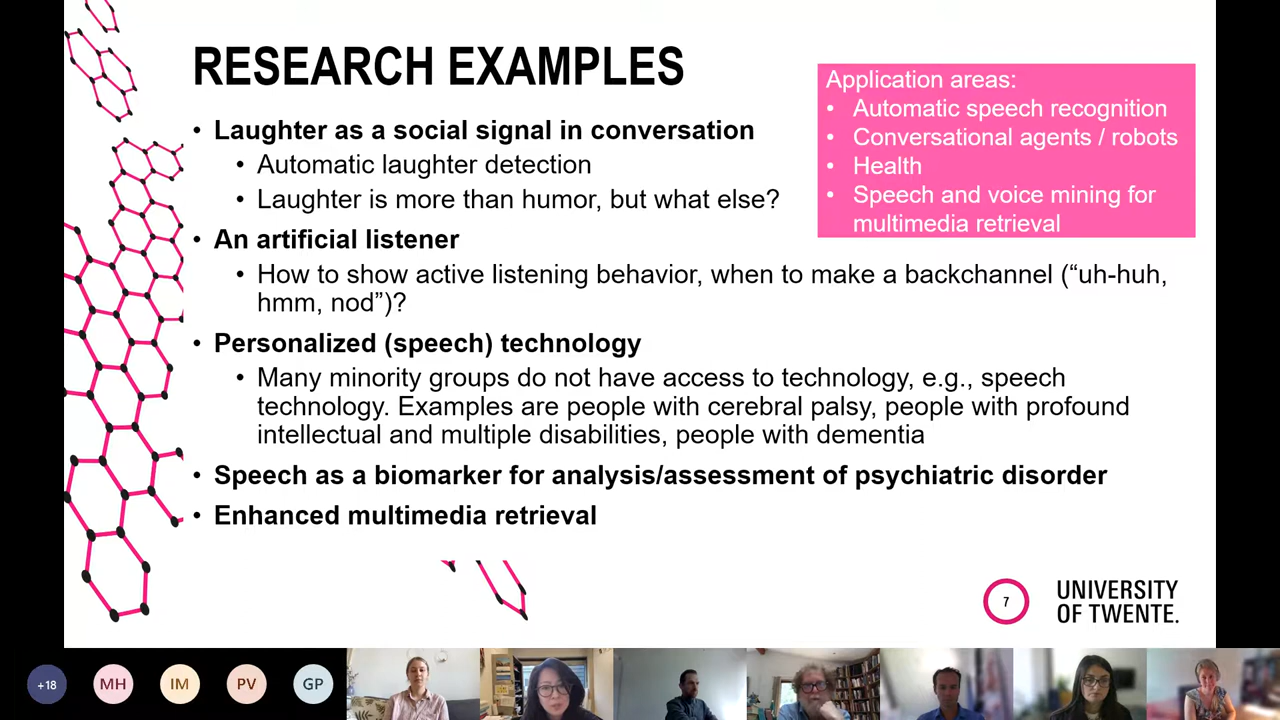 RESEARCH EXAMPLES
Application areas:
• Automatic speech recognition
• Conversational agents / robots
• Health
• Speech and voice mining for
multimedia retrieval
• Laughter as a social signal in conversation
• Automatic laughter detection
• Laughter is more than humor, but what else?
• An artificial listener
• How to show active listening behavior, when to make a backchannel (“uh-huh,
hmm, nod”)?
• Personalized (speech) technology
• Many minority groups do not have access to technology, e.g., speech
technology. Examples are people with cerebral palsy, people with profound
intellectual and multiple disabilities, people with dementia
• Speech as a biomarker for analysis/assessment of psychiatric disorder
• Enhanced multimedia retrieval
7
UNIVERSITY
OF TWENTE.
+18
MH
IM
PV
GP